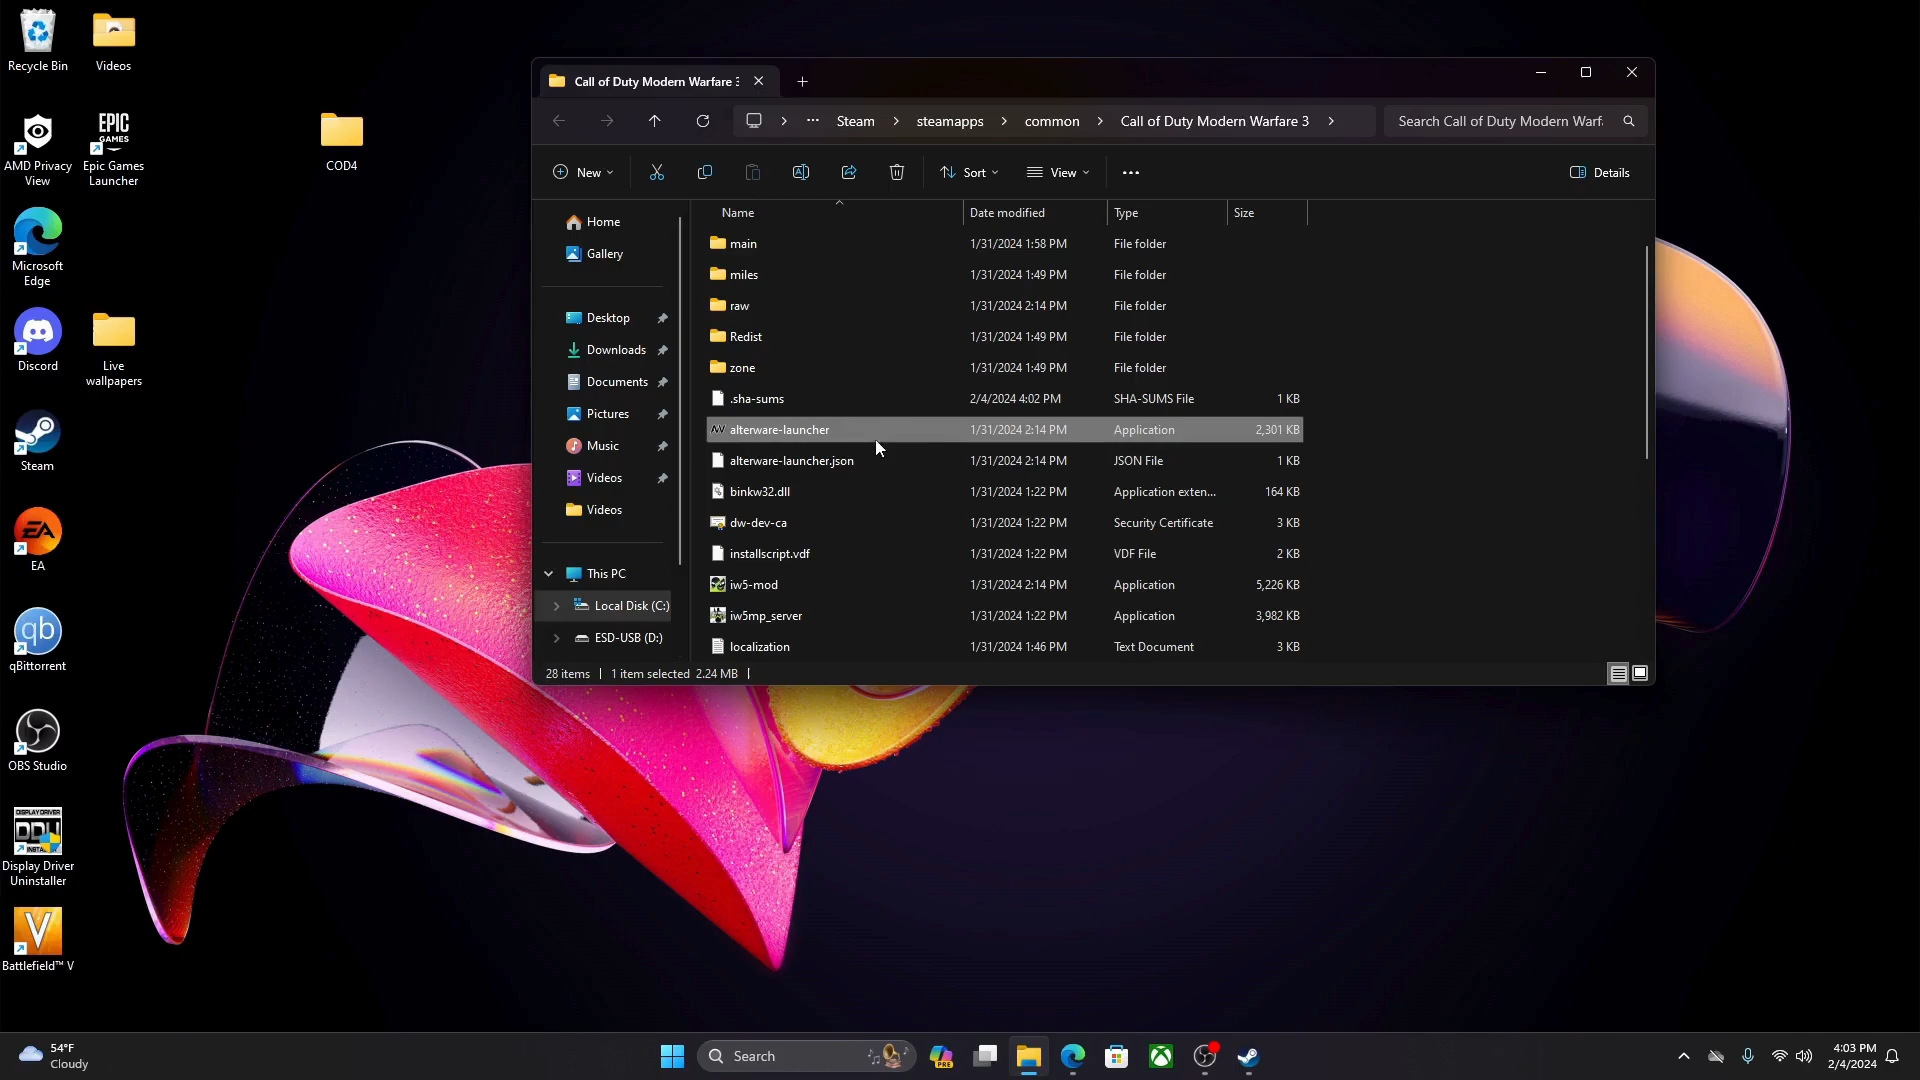 Recycle Bin
Videos
AMD Privacy
View
EPIC
GAMES
Epic Games
Launcher
COD4
Microsoft
Edge
Discord
Live
wallpapers
Steam
EA
EA
qb
qBittorrent
OBS Studio
DISPLAY DRIVER
DDU
Display Driver
Uninstaller
V
Battlefield™ V
Call of Duty Modern Warfare 3
Steam
steamapps
common
Call of Duty Modern Warfare 3
Search Call of Duty Modern Warf
New
Sort
View
Details
Home
Gallery
Desktop
Downloads
Documents
Pictures
Music
Videos
Videos
This PC
Local Disk (C:)
ESD-USB (D:)
Name Date modified Type Size
main 1/31/2024 1:58 PM File folder
miles 1/31/2024 1:49 PM File folder
raw 1/31/2024 2:14 PM File folder
Redist 1/31/2024 1:49 PM File folder
zone 1/31/2024 1:49 PM File folder
.sha-sums 2/4/2024 4:02 PM SHA-SUMS File 1 KB
alterware-launcher 1/31/2024 2:14 PM Application 2,301 KB
alterware-launcher.json 1/31/2024 2:14 PM JSON File 1 KB
binkw32.dll 1/31/2024 1:22 PM Application exten... 164 KB
dw-dev-ca 1/31/2024 1:22 PM Security Certificate 3 KB
installscript.vdf 1/31/2024 1:22 PM VDF File 2 KB
iw5-mod 1/31/2024 2:14 PM Application 5,226 KB
iw5mp_server 1/31/2024 1:22 PM Application 3,982 KB
localization 1/31/2024 1:46 PM Text Document 3 KB
28 items 1 item selected 2.24 MB
54°F
Cloudy
Search
PRE
4:03 PM
2/4/2024